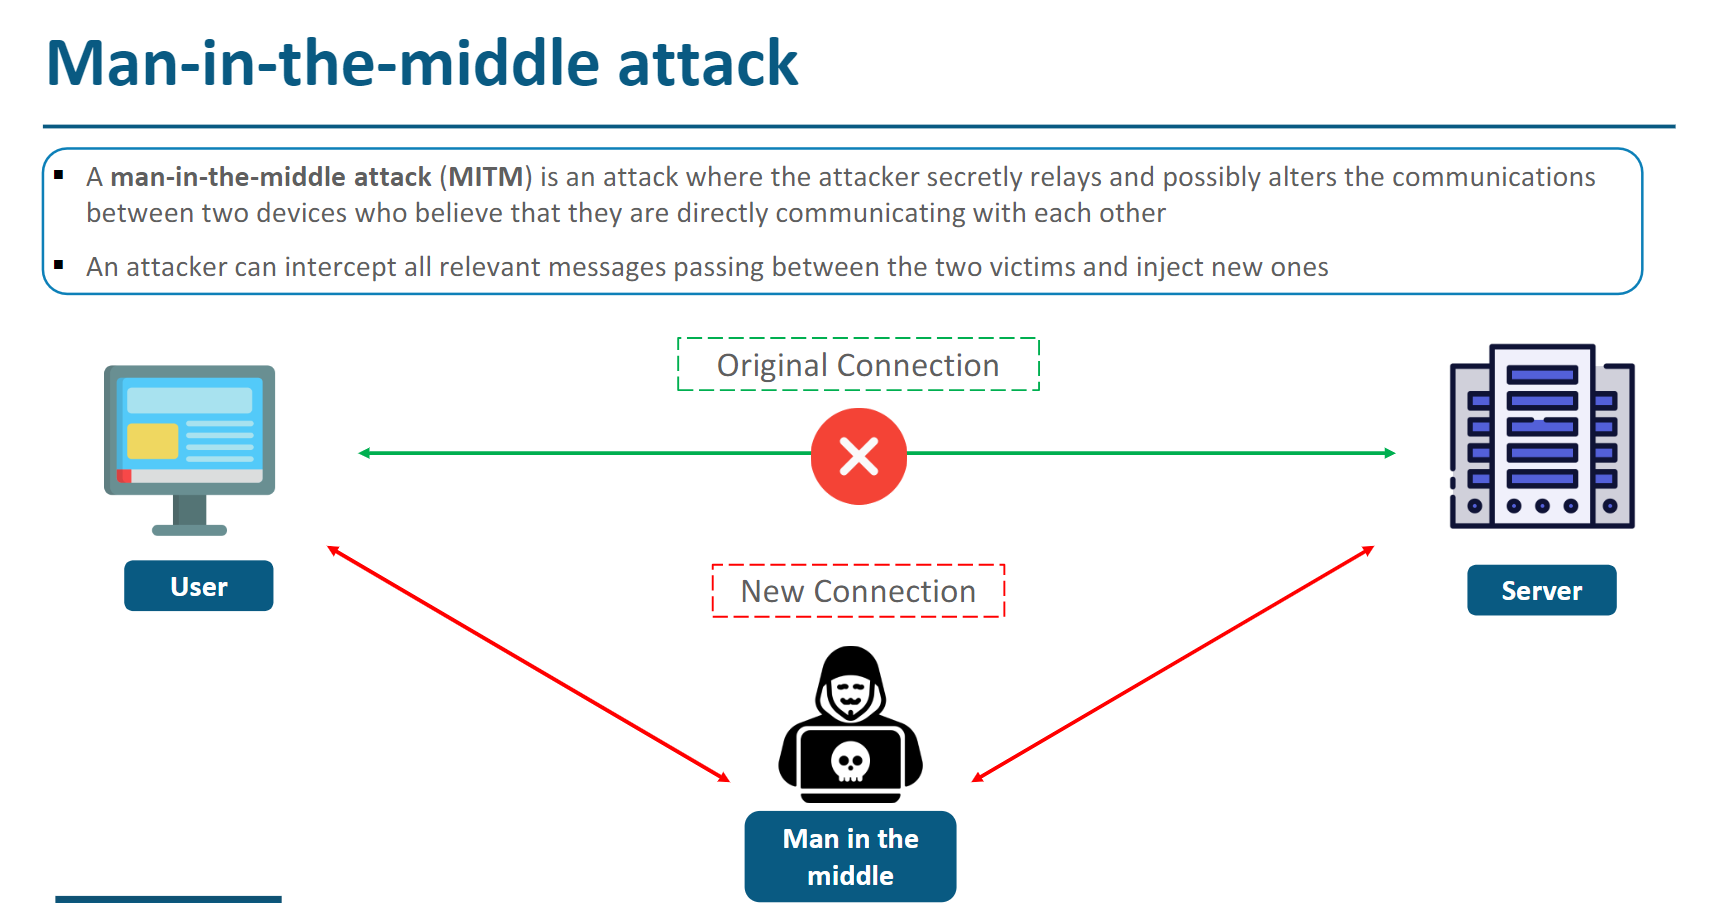 Man-in-the-middle attack
▪ A man-in-the-middle attack (MITM) is an attack where the attacker secretly relays and possibly alters the communications
between two devices who believe that they are directly communicating with each other
▪ An attacker can intercept all relevant messages passing between the two victims and inject new ones
Original Connection
User
New Connection
Server
Man in the
middle